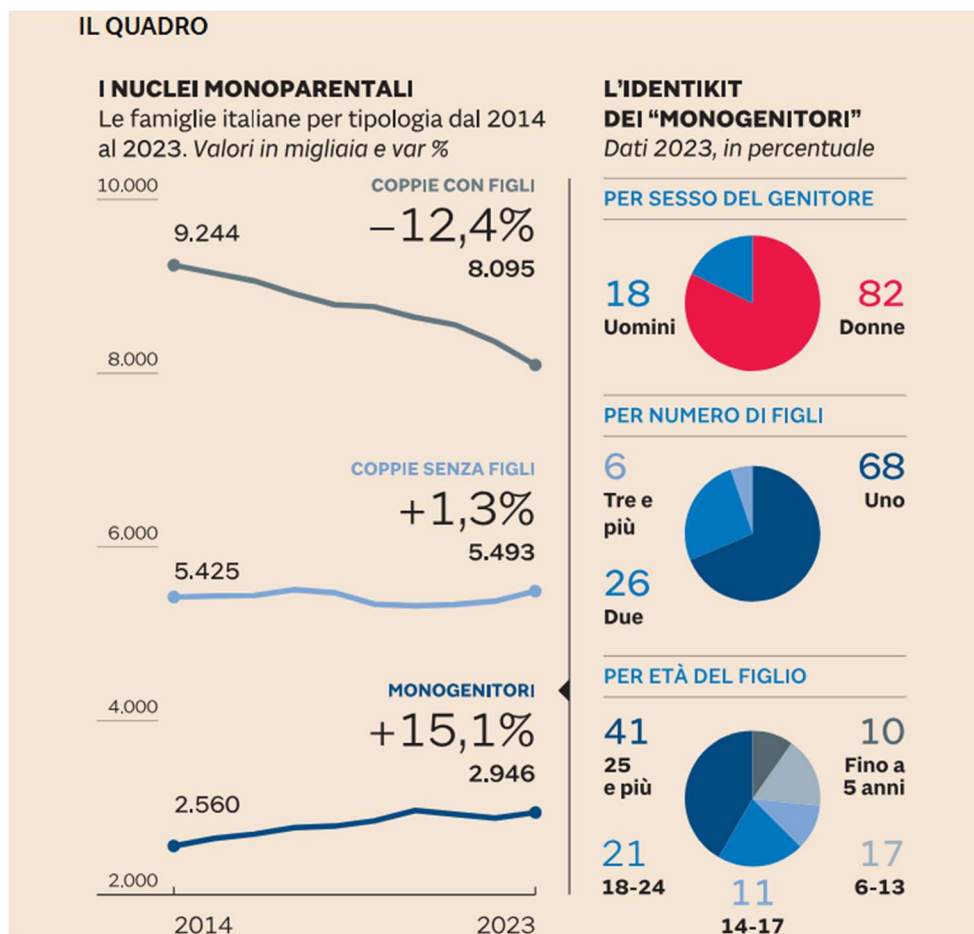 IL QUADRO
I NUCLEI MONOPARENTALI
Le famiglie italiane per tipologia dal 2014
al 2023. Valori in migliaia e var %
10.000
COPPIE CON FIGLI
−12,4%
9.244
8.095
8.000
COPPIE SENZA FIGLI
+1,3%
6.000
5.493
5.425
MONOGENITORI
4.000
+15,1%
2.946
2.560
2.000
2014
2023
L'IDENTIKIT
DEI “MONOGENITORI”
Dati 2023, in percentuale
PER SESSO DEL GENITORE
18
Uomini
82
Donne
PER NUMERO DI FIGLI
6
Tre e
più
68
Uno
26
Due
PER ETÀ DEL FIGLIO
41
25
e più
10
Fino a
5 anni
21
18-24
17
6-13
11
14-17